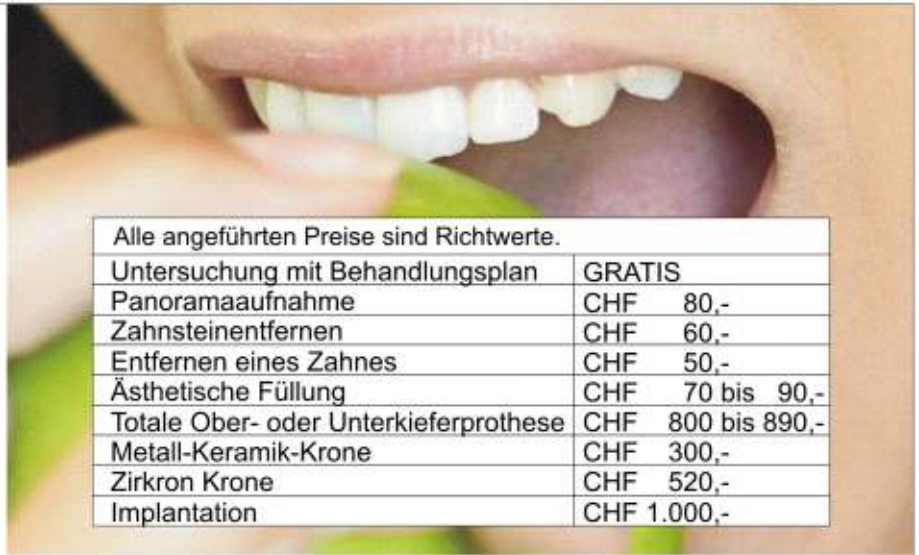 Alle angeführten Preise sind Richtwerte.
Untersuchung mit Behandlungsplan GRATIS
Panoramaaufnahme CHF 80,-
Zahnsteinentfernen CHF 60,-
Entfernen eines Zahnes CHF 50,-
Ästhetische Füllung CHF 70 bis 90,-
Totale Ober- oder Unterkieferprothese CHF 800 bis 890,-
Metall-Keramik-Krone CHF 300,-
Zirkron Krone CHF 520,-
Implantation CHF 1.000,-